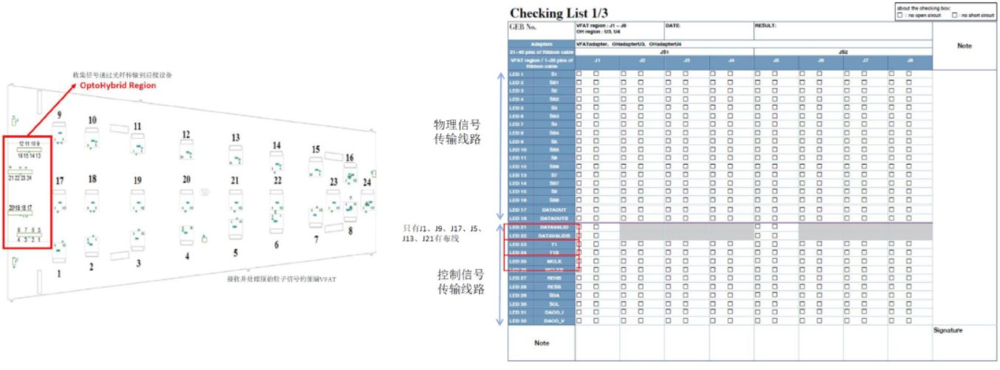 收集信号通过光纤传输到后续设备
OptoHybrid Region
9
10
11
12
13
14
15
16
12 11 10 9
16 15 14 13
21 22 23 24
17
18
19
20
21
22
23
24
20 19 18 17
8 7 6 5
4 3 2 1
1
2
3
4
5
6
7
8
接收并处理原始粒子信号的前端VFAT
物理信号
传输线路
只有J1、J9、J17、J5、
J13、J21有布线
控制信号
传输线路
Checking List 1/3
about the checking box:
: no open circuit : no short circuit
GEB No.
VFAT region : J1 ~ J8
OH region : U3, U4
DATE:
RESULT:
Note
Adapters
VFATadapter, OHadapterU3, OHadapterU4
21~40 pins of Ribbon cable
JS1
JS2
VFAT region / 1~20 pins of
Ribbon cable
J1 J2 J3 J4 J5 J6 J7 J8
LED 1 S1
LED 2 SB1
LED 3 S2
LED 4 SB2
LED 5 S3
LED 6 SB3
LED 7 S4
LED 8 SB4
LED 9 S5
LED 10 SB5
LED 11 S6
LED 12 SB6
LED 13 S7
LED 14 SB7
LED 15 S8
LED 16 SB8
LED 17 DATAOUT
LED 18 DATAOUTB
LED 21 DATAVALID
LED 22 DATAVALIDB
LED 23 T1
LED 24 T1B
LED 25 MCLK
LED 26 MCLKB
LED 27 REHB
LED 28 RESB
LED 29 SDA
LED 30 SCL
LED 31 DACO_I
LED 32 DACO_V
Note
Signature